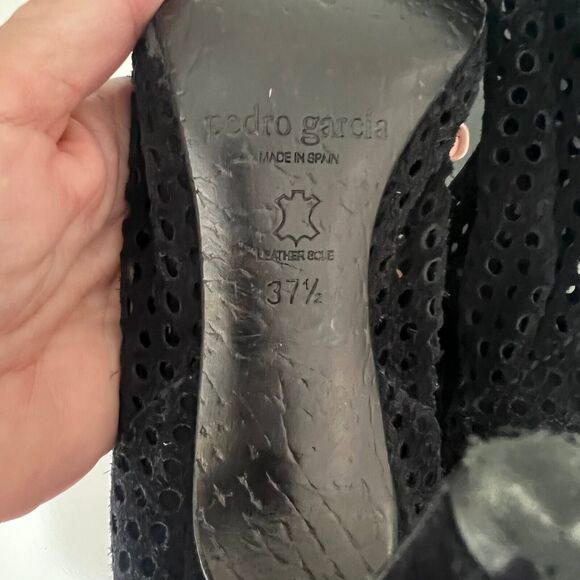 pedro garcia
MADE IN SPAIN
LEATHER SOLE
37½